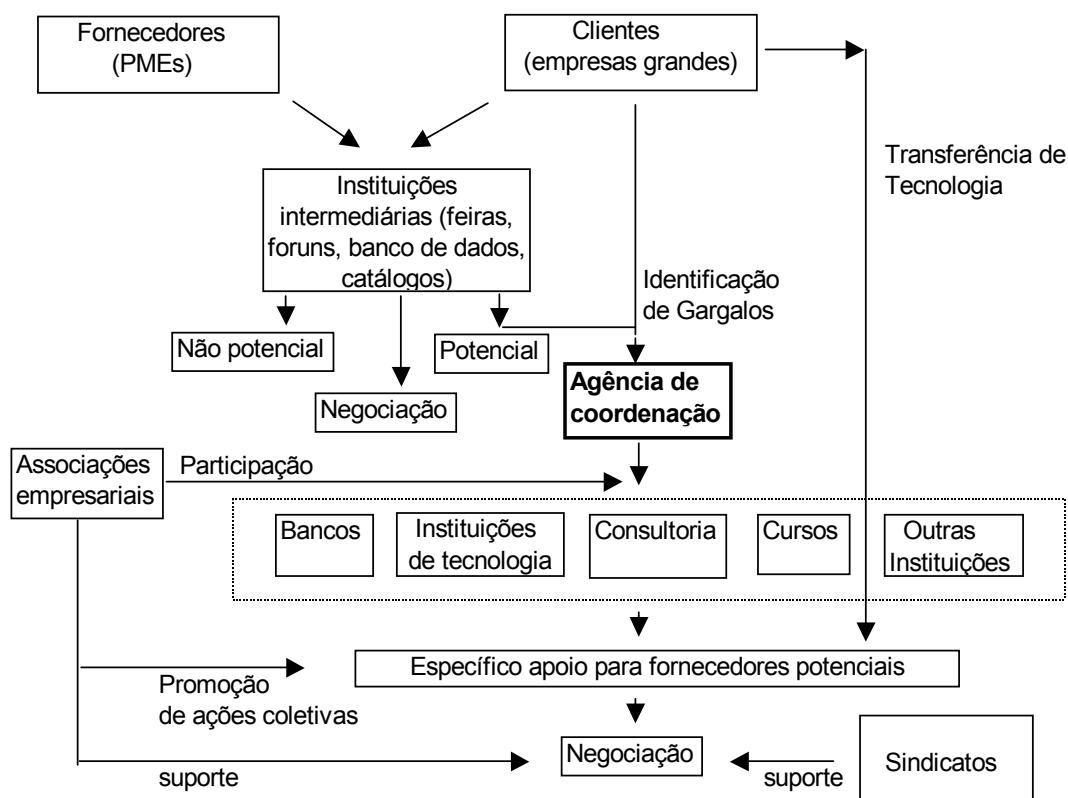 Fornecedores
(PMEs)
Clientes
(empresas grandes)
Transferência de
Tecnologia
Instituições
intermediárias (feiras,
foruns, banco de dados,
catálogos)
Identificação
de Gargalos
Não potencial
Potencial
Negociação
Agência de
coordenação
Associações
empresariais
Participação
Bancos
Instituições
de tecnologia
Consultoria
Cursos
Outras
Instituições
Específico apoio para fornecedores potenciais
Promoção
de ações coletivas
Negociação
suporte
suporte
Sindicatos